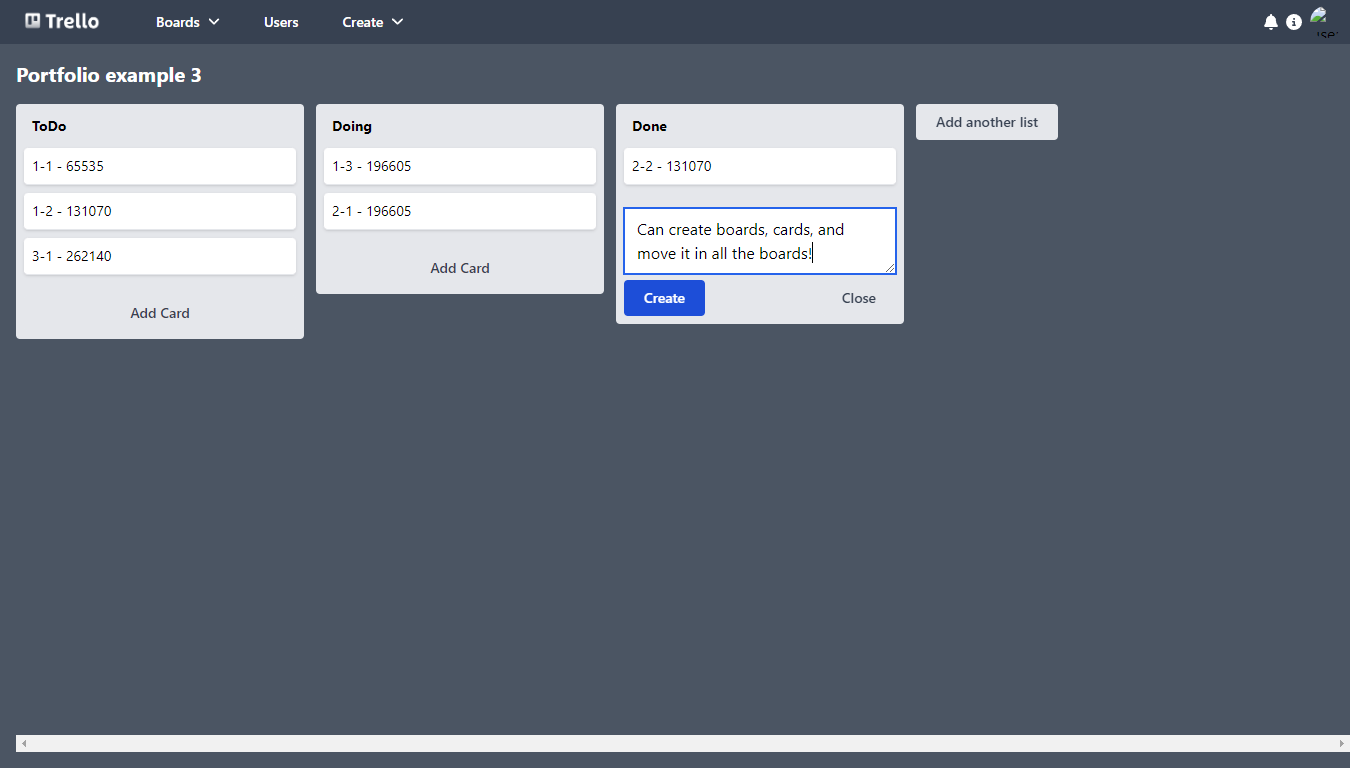 Trello
Boards
Users
Create
Portfolio example 3
ToDo
1-1 - 65535
1-2 - 131070
3-1 - 262140
Add Card
Doing
1-3 - 196605
2-1 - 196605
Add Card
Done
2-2 - 131070
Can create boards, cards, and
move it in all the boards!
Create
Close
Add another list